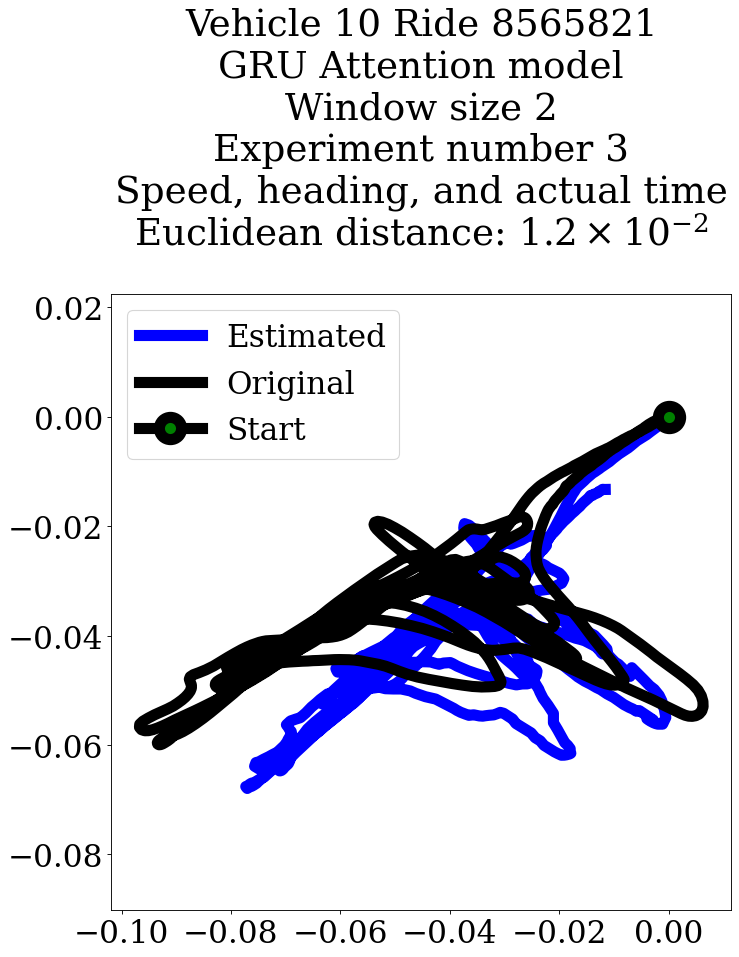 Vehicle 10 Ride 8565821
GRU Attention model
Window size 2
Experiment number 3
Speed, heading, and actual time
Euclidean distance: 1.2 × 10⁻²
0.02
Estimated
Original
Start
0.00
−0.02
−0.04
−0.06
−0.08
−0.10 −0.08 −0.06 −0.04 −0.02 0.00